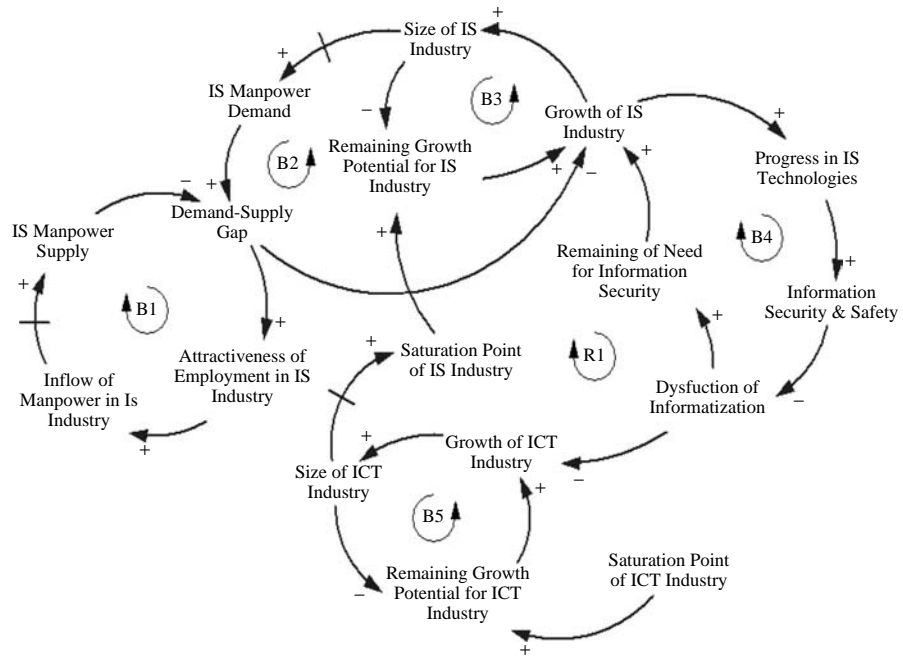 Size of IS
Industry
+
+
IS Manpower
Demand
–
B3
Growth of IS
Industry
+
Remaining Growth
Potential for IS
Industry
B2
+
–
+
Progress in IS
Technologies
–
+
Demand-Supply
Gap
IS Manpower
Supply
+
Remaining of Need
for Information
Security
B4
+
+
B1
+
Information
Security & Safety
+
Attractiveness of
Employment in IS
Industry
+
Saturation Point
of IS Industry
R1
+
Inflow of
Manpower in Is
Industry
Dysfuction of
Informatization
–
+
+
Growth of ICT
Industry
–
Size of ICT
Industry
+
B5
–
Remaining Growth
Potential for ICT
Industry
Saturation Point
of ICT Industry
+